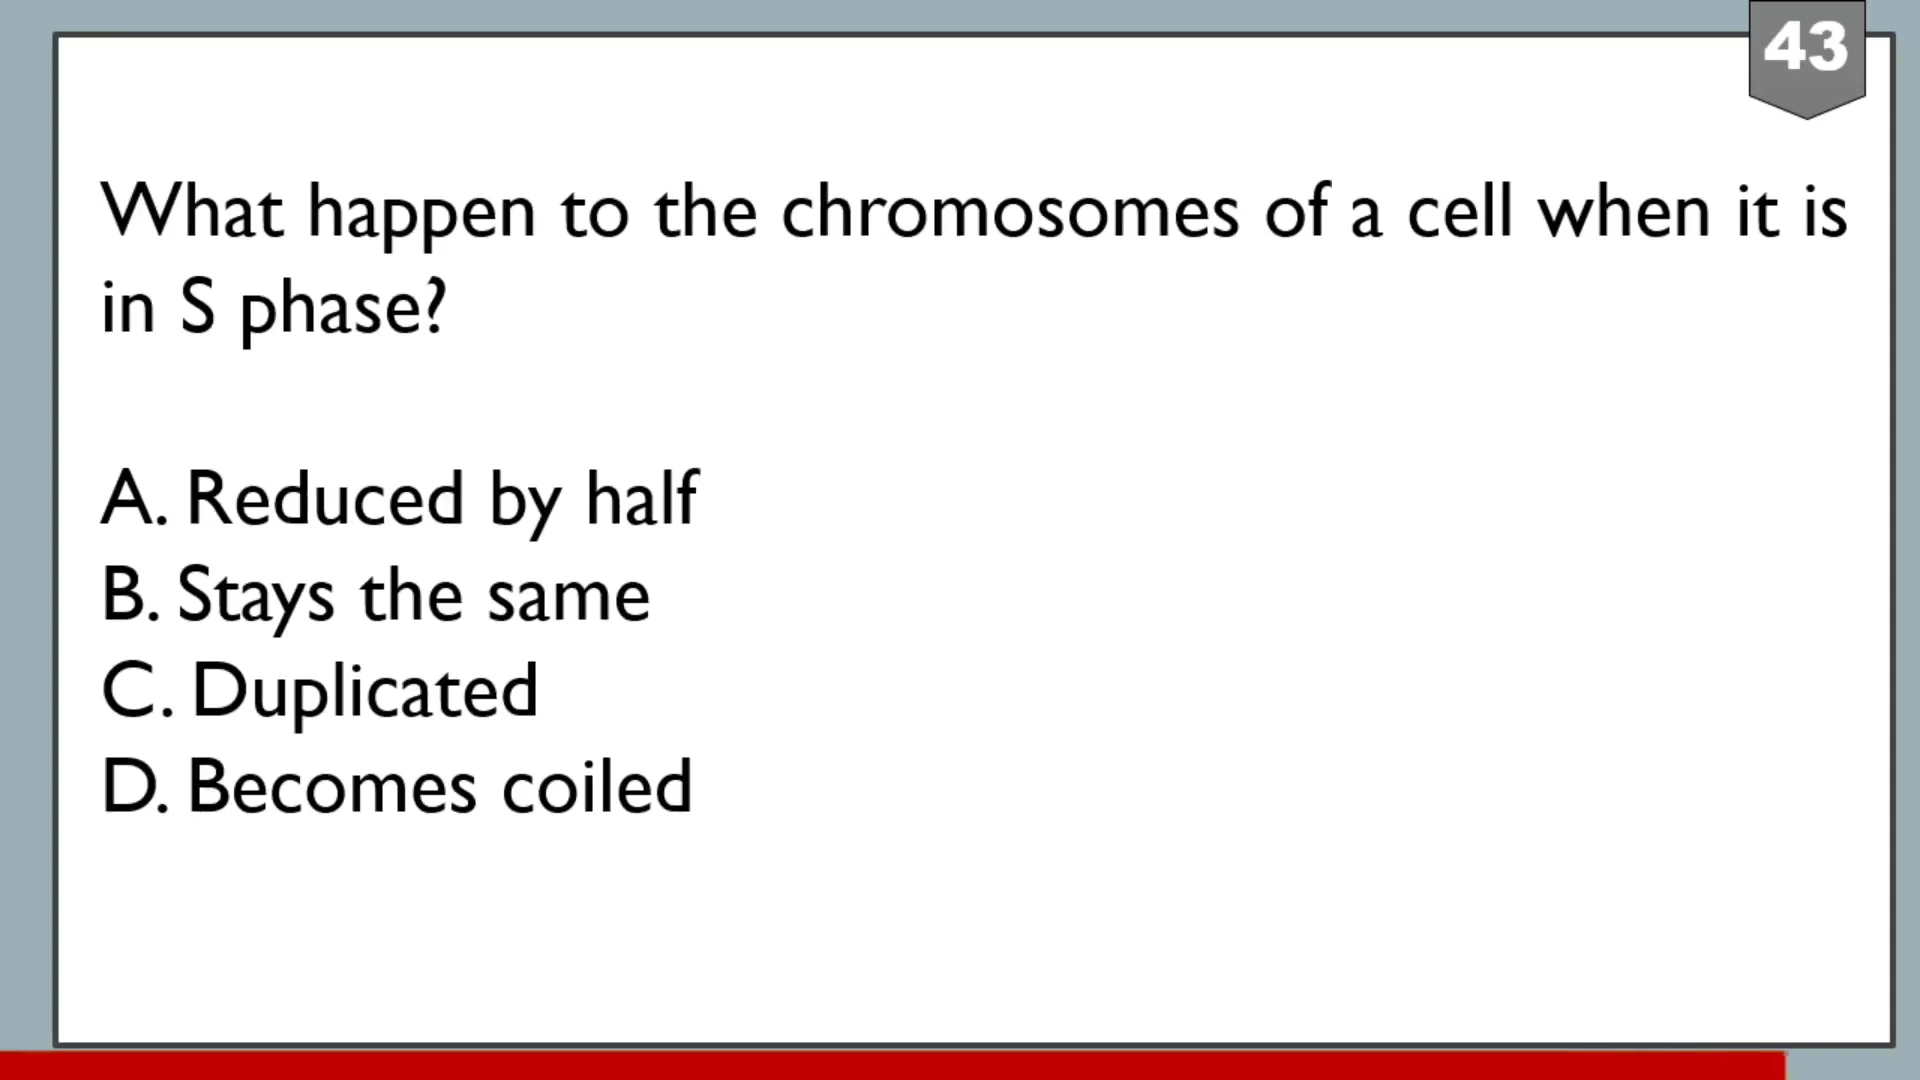 43
What happen to the chromosomes of a cell when it is
in S phase?
A. Reduced by half
B. Stays the same
C. Duplicated
D. Becomes coiled